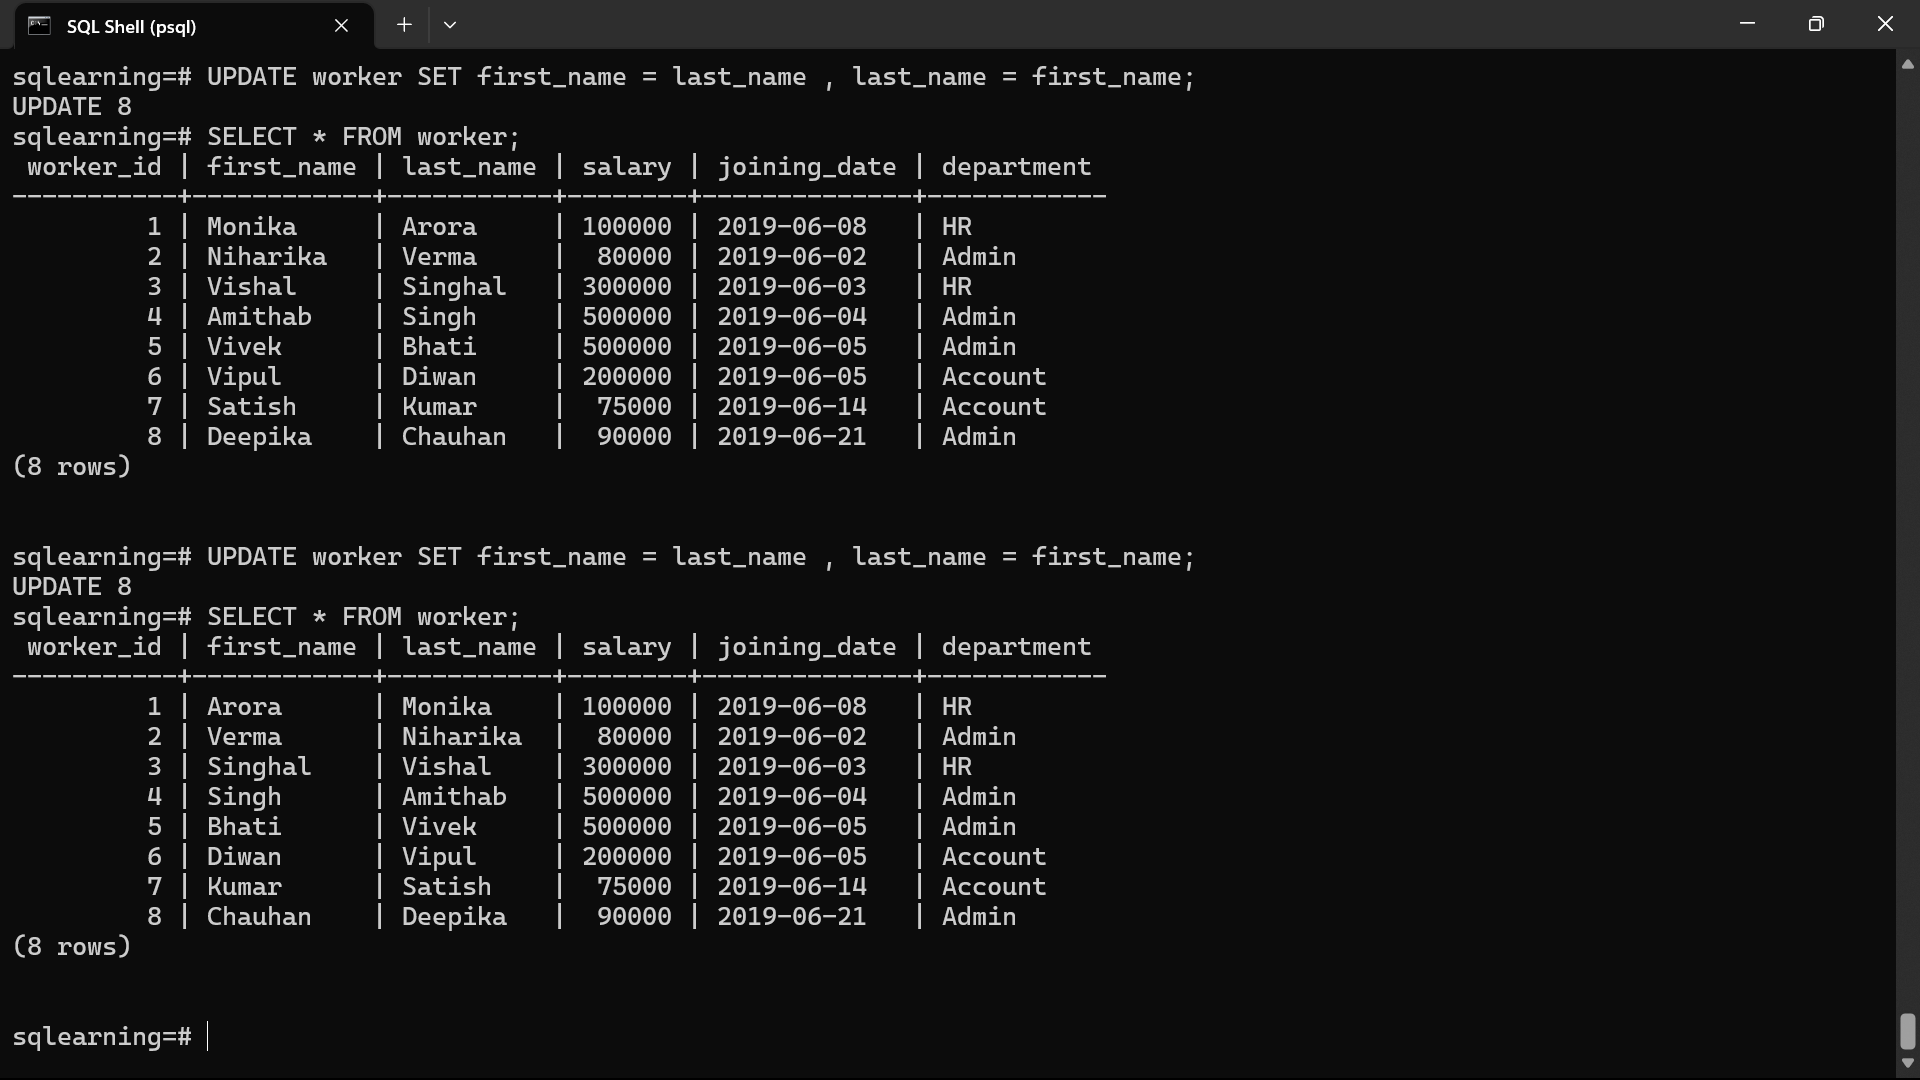 SQL Shell (psql)
sqlearning=# UPDATE worker SET first_name = last_name , last_name = first_name;
UPDATE 8
sqlearning=# SELECT * FROM worker;
 worker_id | first_name | last_name | salary | joining_date | department
-----------+------------+-----------+--------+--------------+------------
         1 | Monika     | Arora     | 100000 | 2019-06-08   | HR
         2 | Niharika   | Verma     |  80000 | 2019-06-02   | Admin
         3 | Vishal     | Singhal   | 300000 | 2019-06-03   | HR
         4 | Amithab    | Singh     | 500000 | 2019-06-04   | Admin
         5 | Vivek      | Bhati     | 500000 | 2019-06-05   | Admin
         6 | Vipul      | Diwan     | 200000 | 2019-06-05   | Account
         7 | Satish     | Kumar     |  75000 | 2019-06-14   | Account
         8 | Deepika    | Chauhan   |  90000 | 2019-06-21   | Admin
(8 rows)
sqlearning=# UPDATE worker SET first_name = last_name , last_name = first_name;
UPDATE 8
sqlearning=# SELECT * FROM worker;
 worker_id | first_name | last_name | salary | joining_date | department
-----------+------------+-----------+--------+--------------+------------
         1 | Arora      | Monika    | 100000 | 2019-06-08   | HR
         2 | Verma      | Niharika  |  80000 | 2019-06-02   | Admin
         3 | Singhal    | Vishal    | 300000 | 2019-06-03   | HR
         4 | Singh      | Amithab   | 500000 | 2019-06-04   | Admin
         5 | Bhati      | Vivek     | 500000 | 2019-06-05   | Admin
         6 | Diwan      | Vipul     | 200000 | 2019-06-05   | Account
         7 | Kumar      | Satish    |  75000 | 2019-06-14   | Account
         8 | Chauhan    | Deepika   |  90000 | 2019-06-21   | Admin
(8 rows)
sqlearning=#